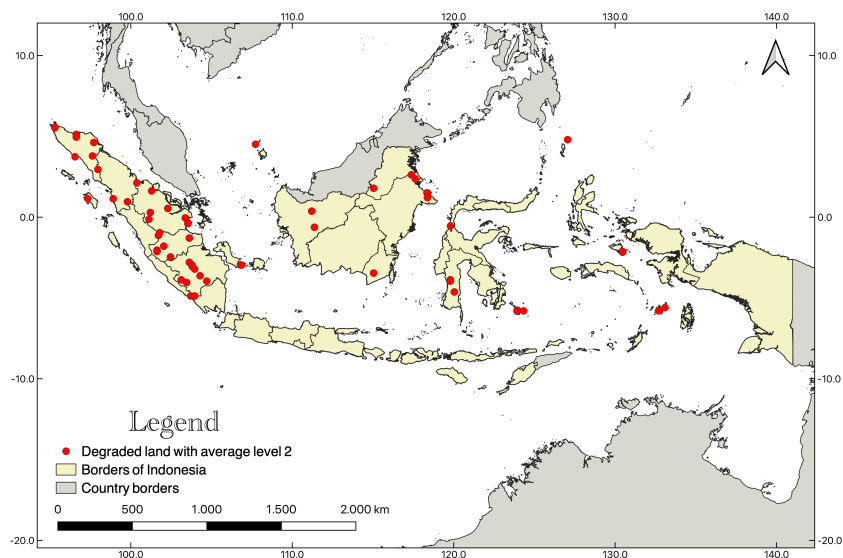 100.0 110.0 120.0 130.0 140.0
10.0 10.0
0.0 0.0
-10.0 -10.0
Legend
Degraded land with average level 2
Borders of Indonesia
Country borders
0 500 1.000 1.500 2.000 km
-20.0 -20.0
100.0 110.0 120.0 130.0 140.0